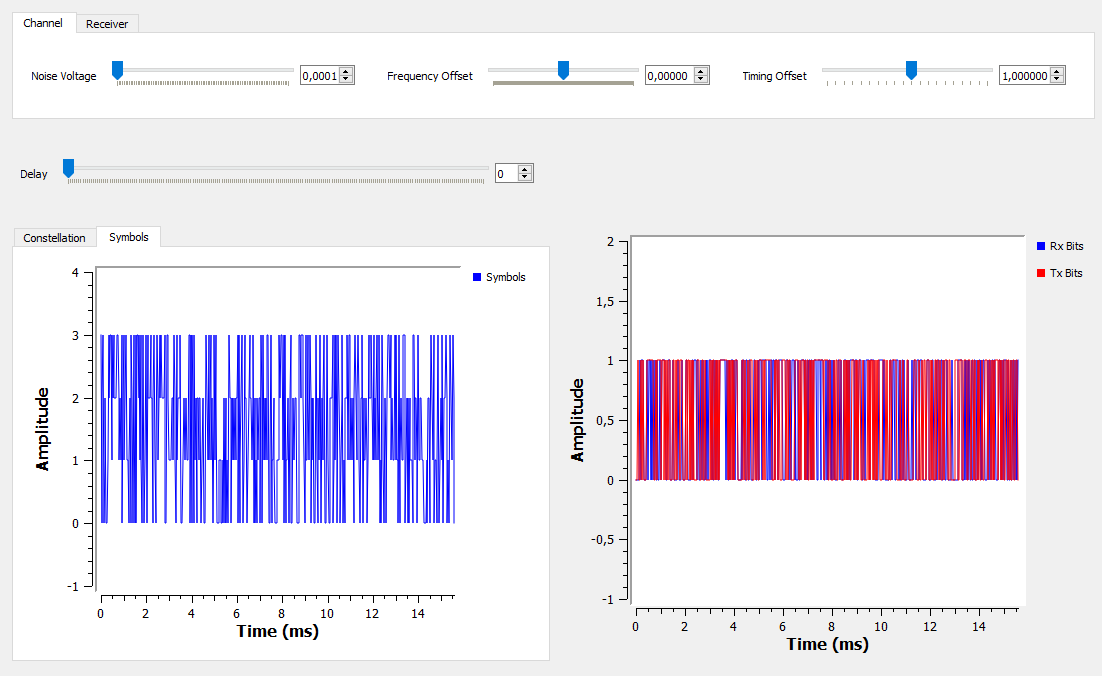 Channel Receiver
Noise Voltage 0,0001 Frequency Offset 0,00000 Timing Offset 1,000000
Delay 0
Constellation Symbols
4
3
2
1
0
-1
Amplitude
0 2 4 6 8 10 12 14
Time (ms)
Symbols
2
1,5
1
0,5
0
-0,5
-1
Amplitude
0 2 4 6 8 10 12 14
Time (ms)
Rx Bits
Tx Bits